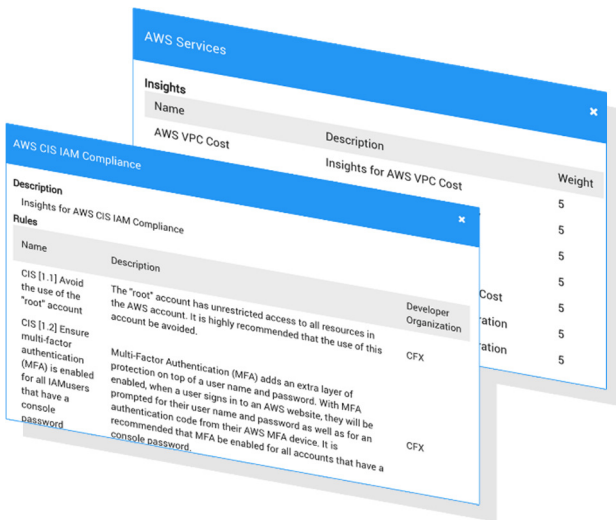 AWS Services
Insights
Name Description Weight
AWS VPC Cost Insights for AWS VPC Cost 5
5
5
5
Cost 5
ration 5
ration 5
AWS CIS IAM Compliance
Description
Insights for AWS CIS IAM Compliance
Rules
Name Description Developer
Organization
CIS [1.1] Avoid
the use of the
"root" account
The "root" account has unrestricted access to all resources in
the AWS account. It is highly recommended that the use of this
account be avoided.
CFX
CIS [1.2] Ensure
multi-factor
authentication
(MFA) is enabled
for all IAMusers
that have a
console
password
Multi-Factor Authentication (MFA) adds an extra layer of
protection on top of a user name and password. With MFA
enabled, when a user signs in to an AWS website, they will be
prompted for their user name and password as well as for an
authentication code from their AWS MFA device. It is
recommended that MFA be enabled for all accounts that have a
console password.
CFX